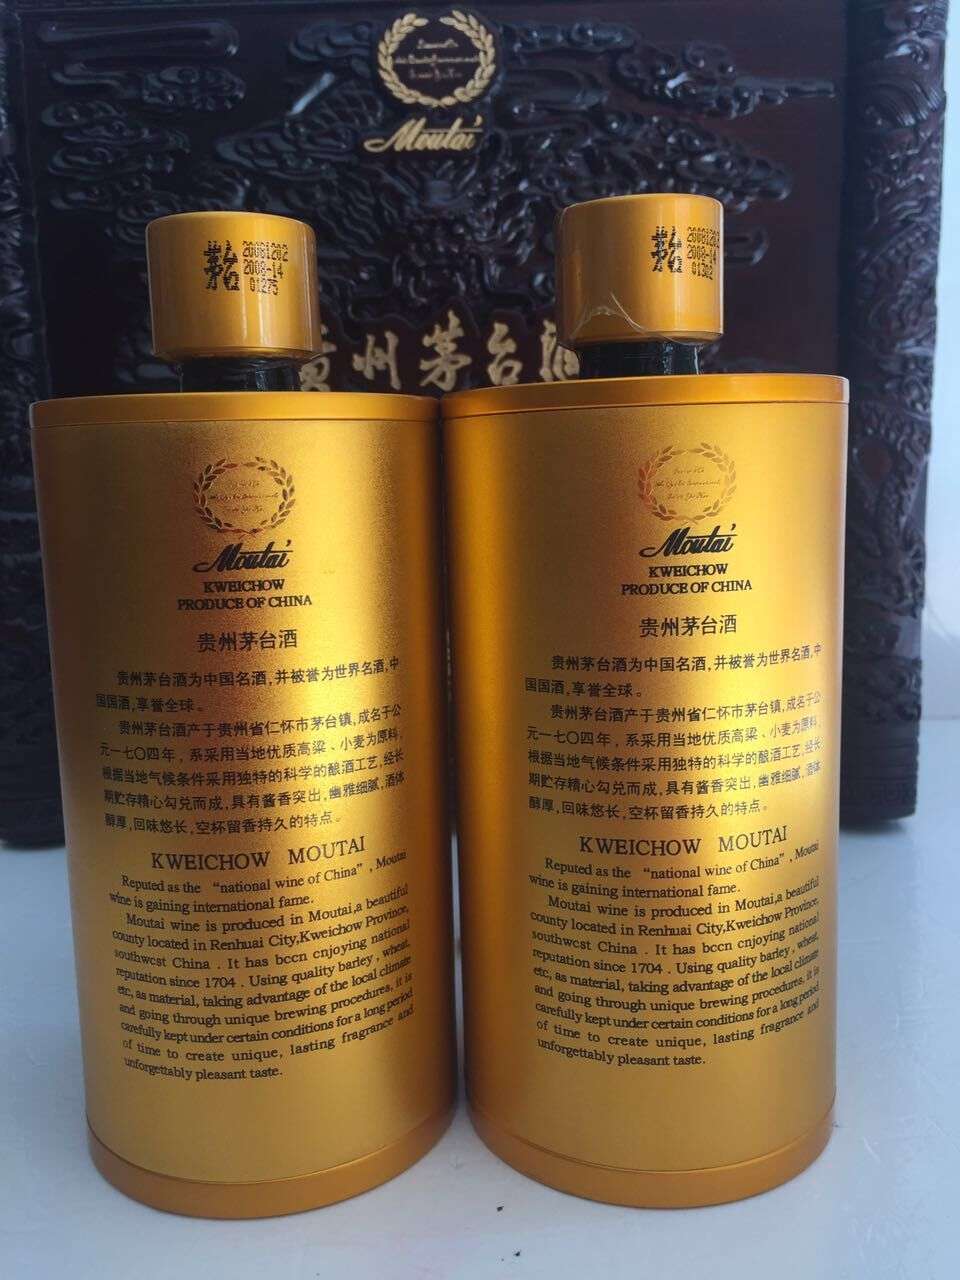 Moutai
贵州茅台酒
茅台
20081202
2008-14
01275
茅台
20081202
2008-14
01302
Moutai
KWEICHOW
PRODUCE OF CHINA
贵州茅台酒
贵州茅台酒为中国名酒,并被誉为世界名酒,中
国国酒,享誉全球。
贵州茅台酒产于贵州省仁怀市茅台镇,成名于公
元一七〇四年，系采用当地优质高粱、小麦为原料,
根据当地气候条件采用独特的科学的酿酒工艺,经长
期贮存精心勾兑而成,具有酱香突出,幽雅细腻,酒体
醇厚,回味悠长,空杯留香持久的特点。
KWEICHOW MOUTAI
Reputed as the “national wine of China”, Moutai
wine is gaining international fame.
Moutai wine is produced in Moutai,a beautiful
county located in Renhuai City,Kweichow Province,
southwcst China . It has bccn cnjoying national
reputation since 1704 . Using quality barley , wheat,
etc, as material, taking advantage of the local climate
and going through unique brewing procedures, it is
carefully kept under certain conditions for a long period
of time to create unique, lasting fragrance and
unforgettably pleasant taste.
Moutai
KWEICHOW
PRODUCE OF CHINA
贵州茅台酒
贵州茅台酒为中国名酒,并被誉为世界名酒,中
国国酒,享誉全球。
贵州茅台酒产于贵州省仁怀市茅台镇,成名于公
元一七〇四年，系采用当地优质高粱、小麦为原料,
根据当地气候条件采用独特的科学的酿酒工艺,经长
期贮存精心勾兑而成,具有酱香突出,幽雅细腻,酒体
醇厚,回味悠长,空杯留香持久的特点。
KWEICHOW MOUTAI
Reputed as the “national wine of China”, Moutai
wine is gaining international fame.
Moutai wine is produced in Moutai,a beautiful
county located in Renhuai City,Kweichow Province,
southwcst China . It has bccn cnjoying national
reputation since 1704 . Using quality barley , wheat,
etc, as material, taking advantage of the local climate
and going through unique brewing procedures, it is
carefully kept under certain conditions for a long period
of time to create unique, lasting fragrance and
unforgettably pleasant taste.